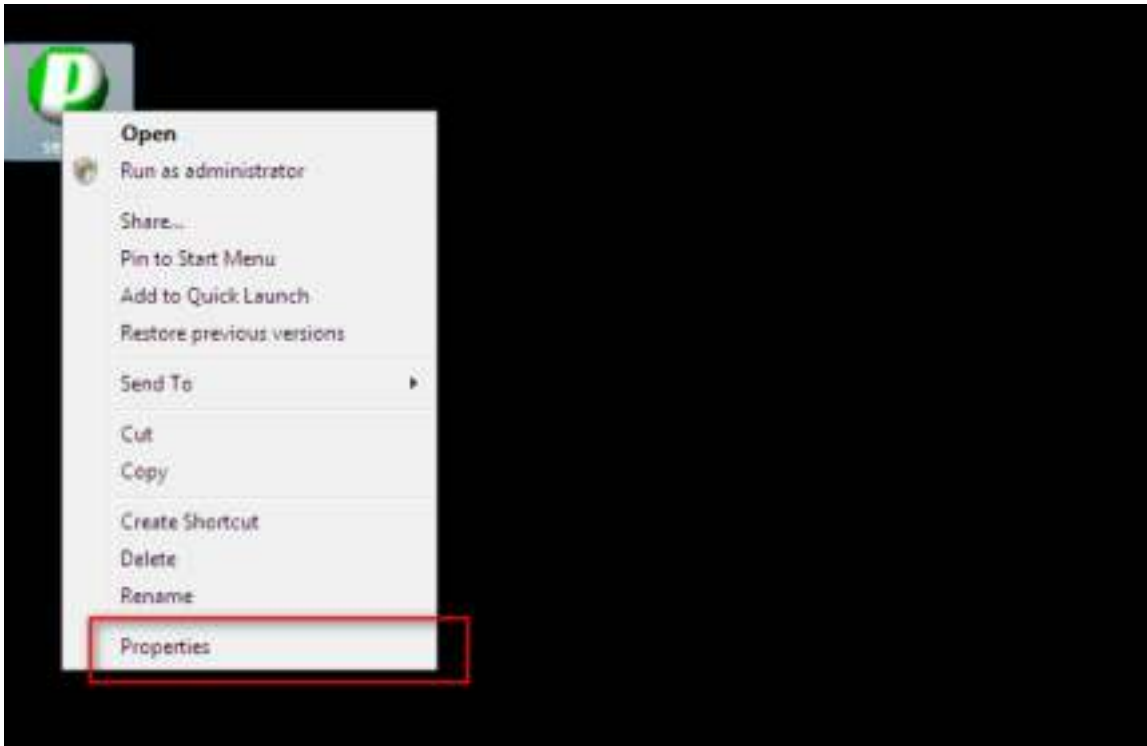 p
Open
Run as administrator
Share...
Pin to Start Menu
Add to Quick Launch
Restore previous versions
Send To
Cut
Copy
Create Shortcut
Delete
Rename
Properties